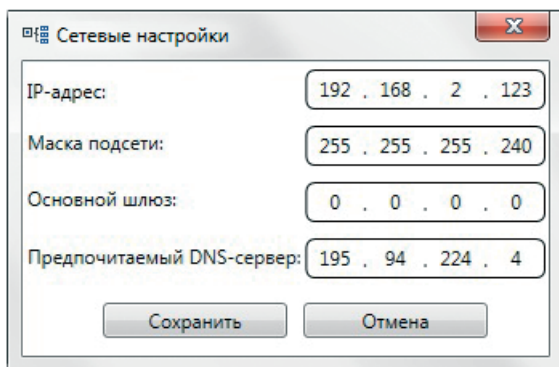 Сетевые настройки
IP-адрес: 192 . 168 . 2 . 123
Маска подсети: 255 . 255 . 255 . 240
Основной шлюз: 0 . 0 . 0 . 0
Предпочитаемый DNS-сервер: 195 . 94 . 224 . 4
Сохранить Отмена